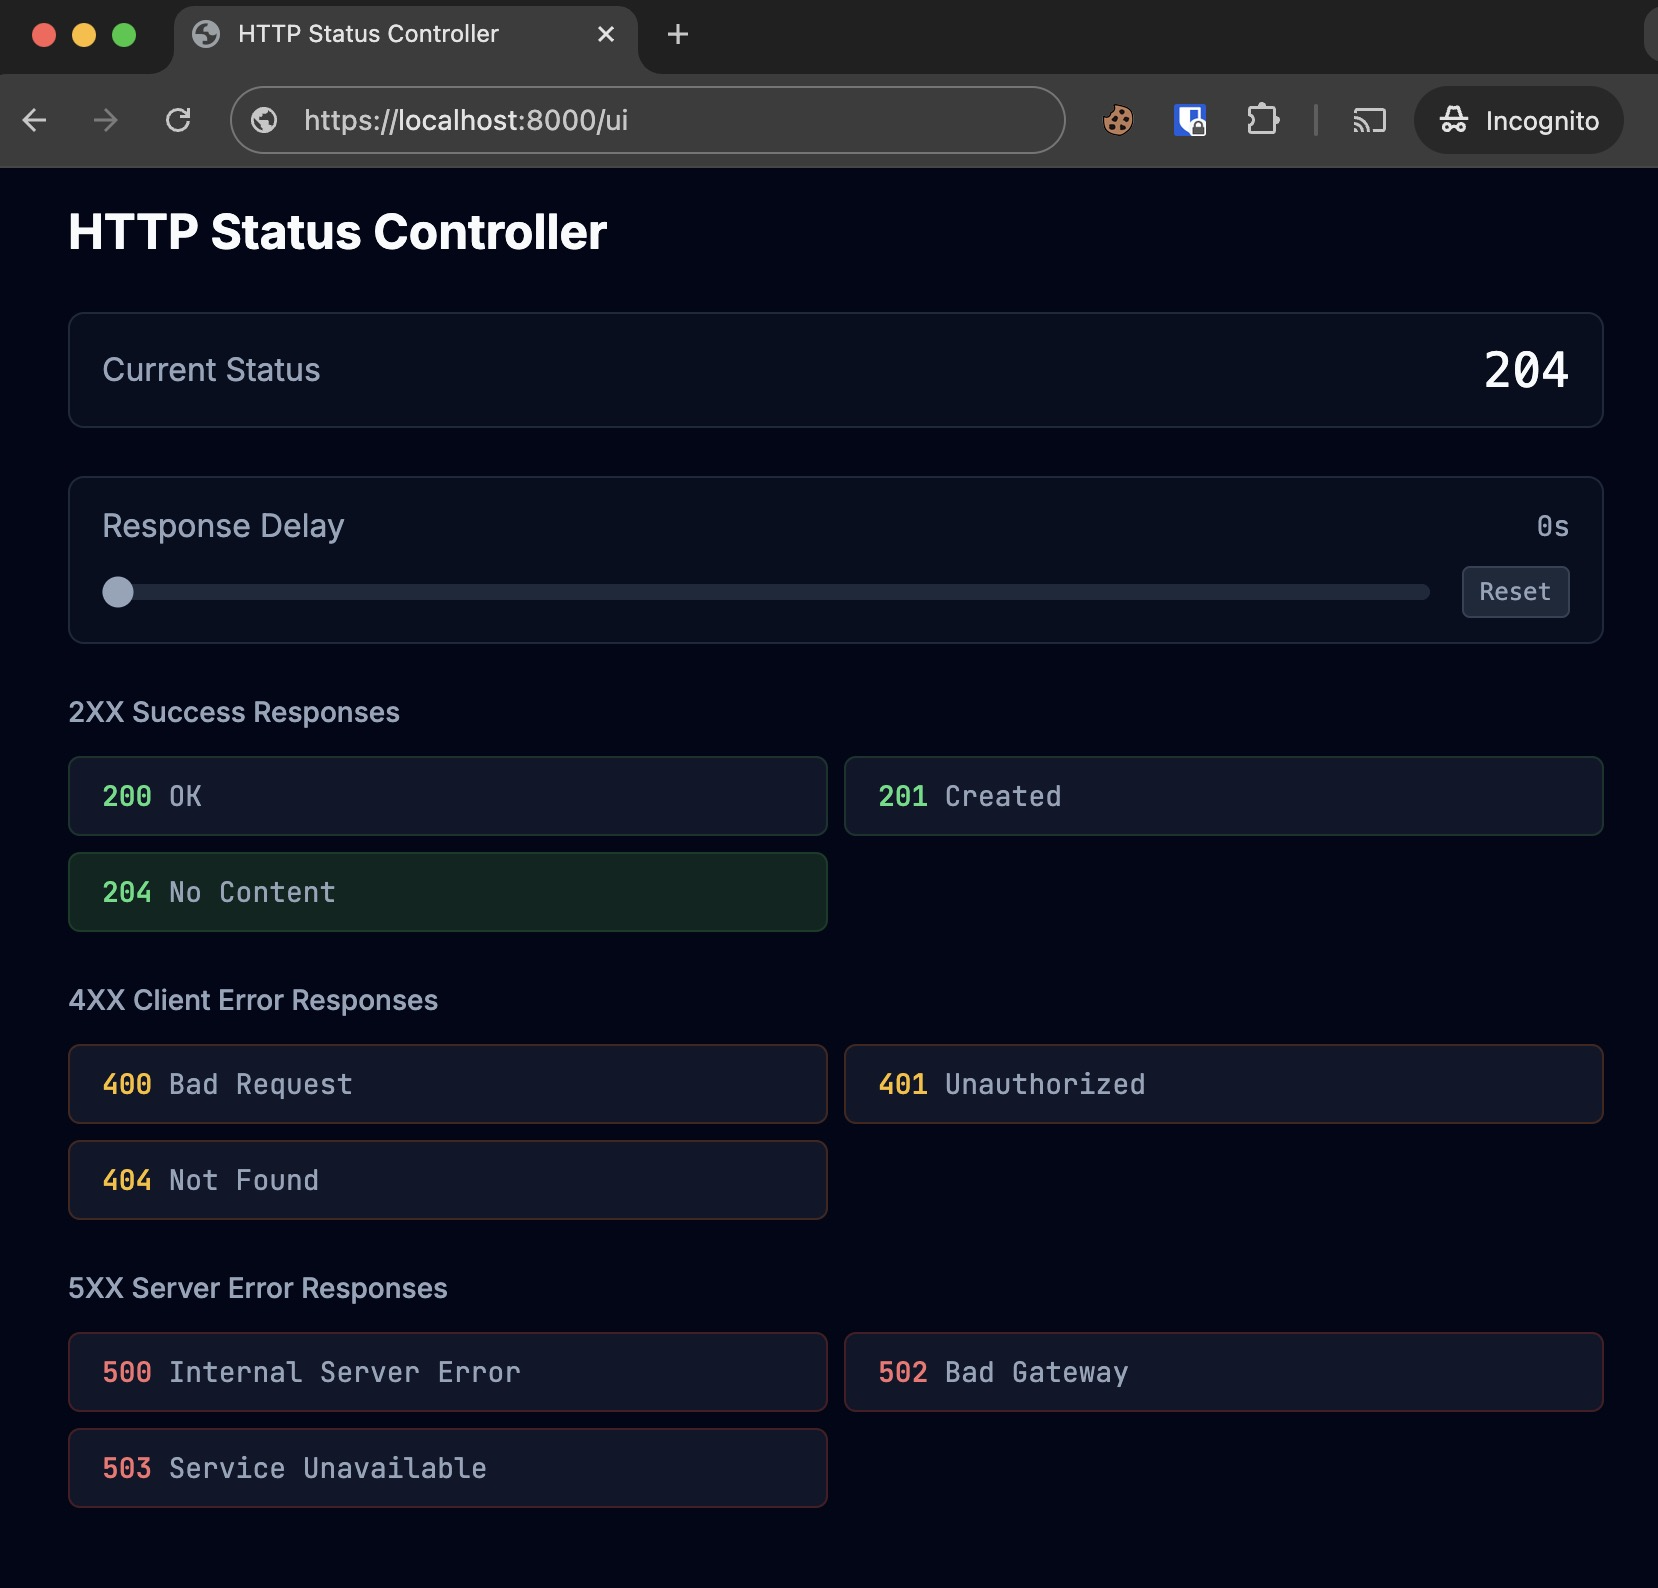 HTTP Status Controller
https://localhost:8000/ui
Incognito
HTTP Status Controller
Current Status
204
Response Delay
0s
Reset
2XX Success Responses
200 OK
201 Created
204 No Content
4XX Client Error Responses
400 Bad Request
401 Unauthorized
404 Not Found
5XX Server Error Responses
500 Internal Server Error
502 Bad Gateway
503 Service Unavailable